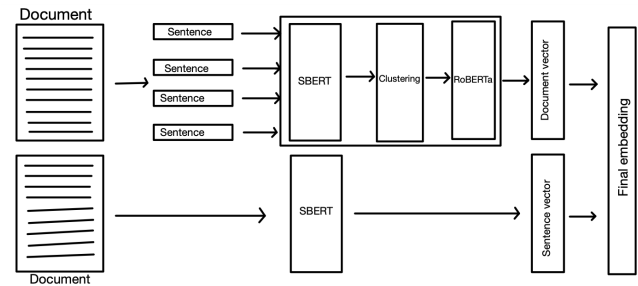 Document
Sentence
Sentence
Sentence
Sentence
SBERT
Clustering
RoBERTa
Document vector
Final embedding
SBERT
Sentence vector
Document